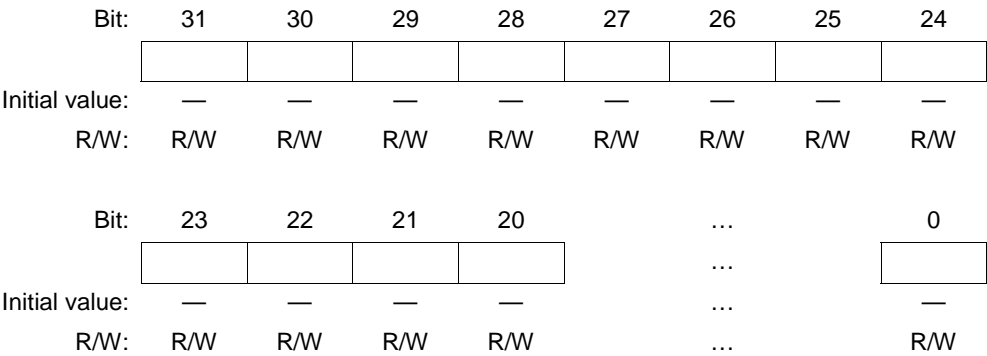 Bit: 31 30 29 28 27 26 25 24
Initial value: — — — — — — — —
R/W: R/W R/W R/W R/W R/W R/W R/W R/W
Bit: 23 22 21 20 … 0
…
Initial value: — — — — … —
R/W: R/W R/W R/W R/W … R/W